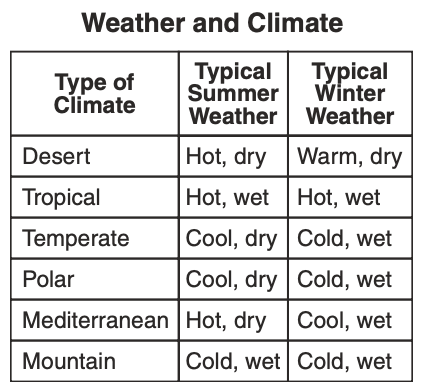 Weather and Climate
Type of Climate Typical Summer Weather Typical Winter Weather
Desert Hot, dry Warm, dry
Tropical Hot, wet Hot, wet
Temperate Cool, dry Cold, wet
Polar Cool, dry Cold, wet
Mediterranean Hot, dry Cool, wet
Mountain Cold, wet Cold, wet